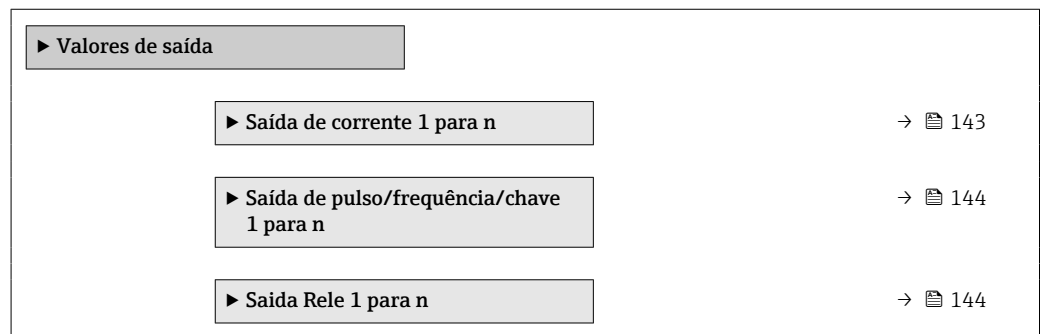 ► Valores de saída
► Saída de corrente 1 para n → 143
► Saída de pulso/frequência/chave
1 para n → 144
► Saida Rele 1 para n → 144